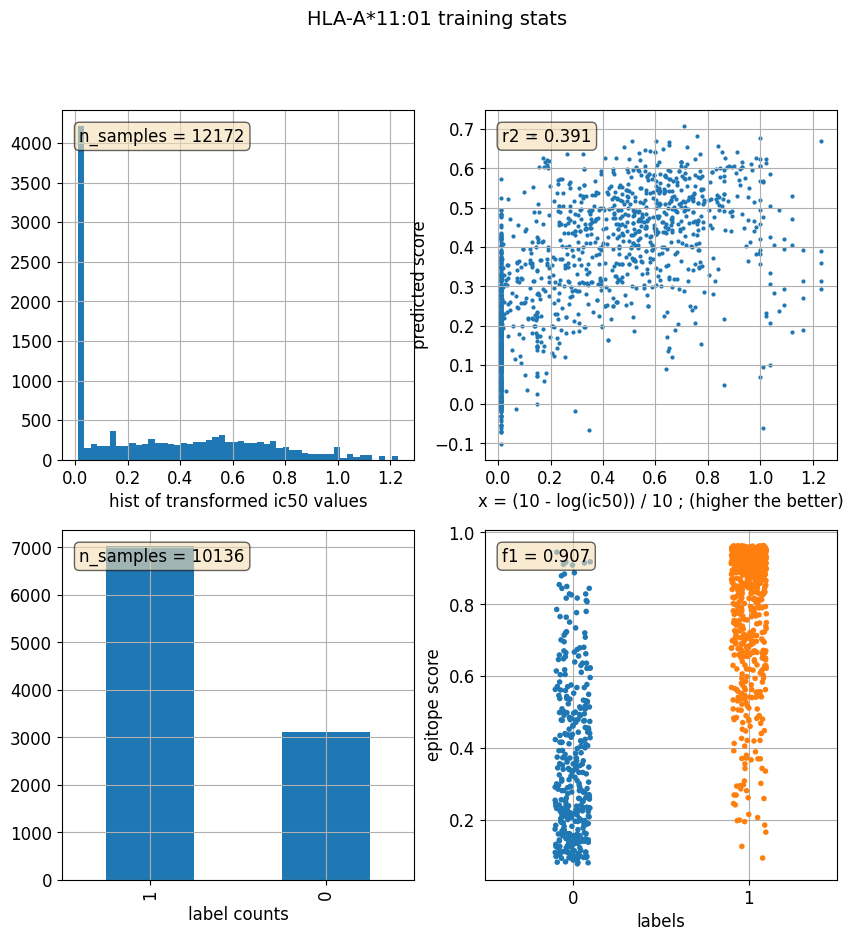 HLA-A*11:01 training stats
n_samples = 12172
4000
3500
3000
2500
2000
1500
1000
500
0
0.0 0.2 0.4 0.6 0.8 1.0 1.2
hist of transformed ic50 values
r2 = 0.391
predicted score
0.7
0.6
0.5
0.4
0.3
0.2
0.1
0.0
−0.1
0.0 0.2 0.4 0.6 0.8 1.0 1.2
x = (10 - log(ic50)) / 10 ; (higher the better)
n_samples = 10136
7000
6000
5000
4000
3000
2000
1000
0
1 0
label counts
f1 = 0.907
epitope score
1.0
0.8
0.6
0.4
0.2
0 1
labels